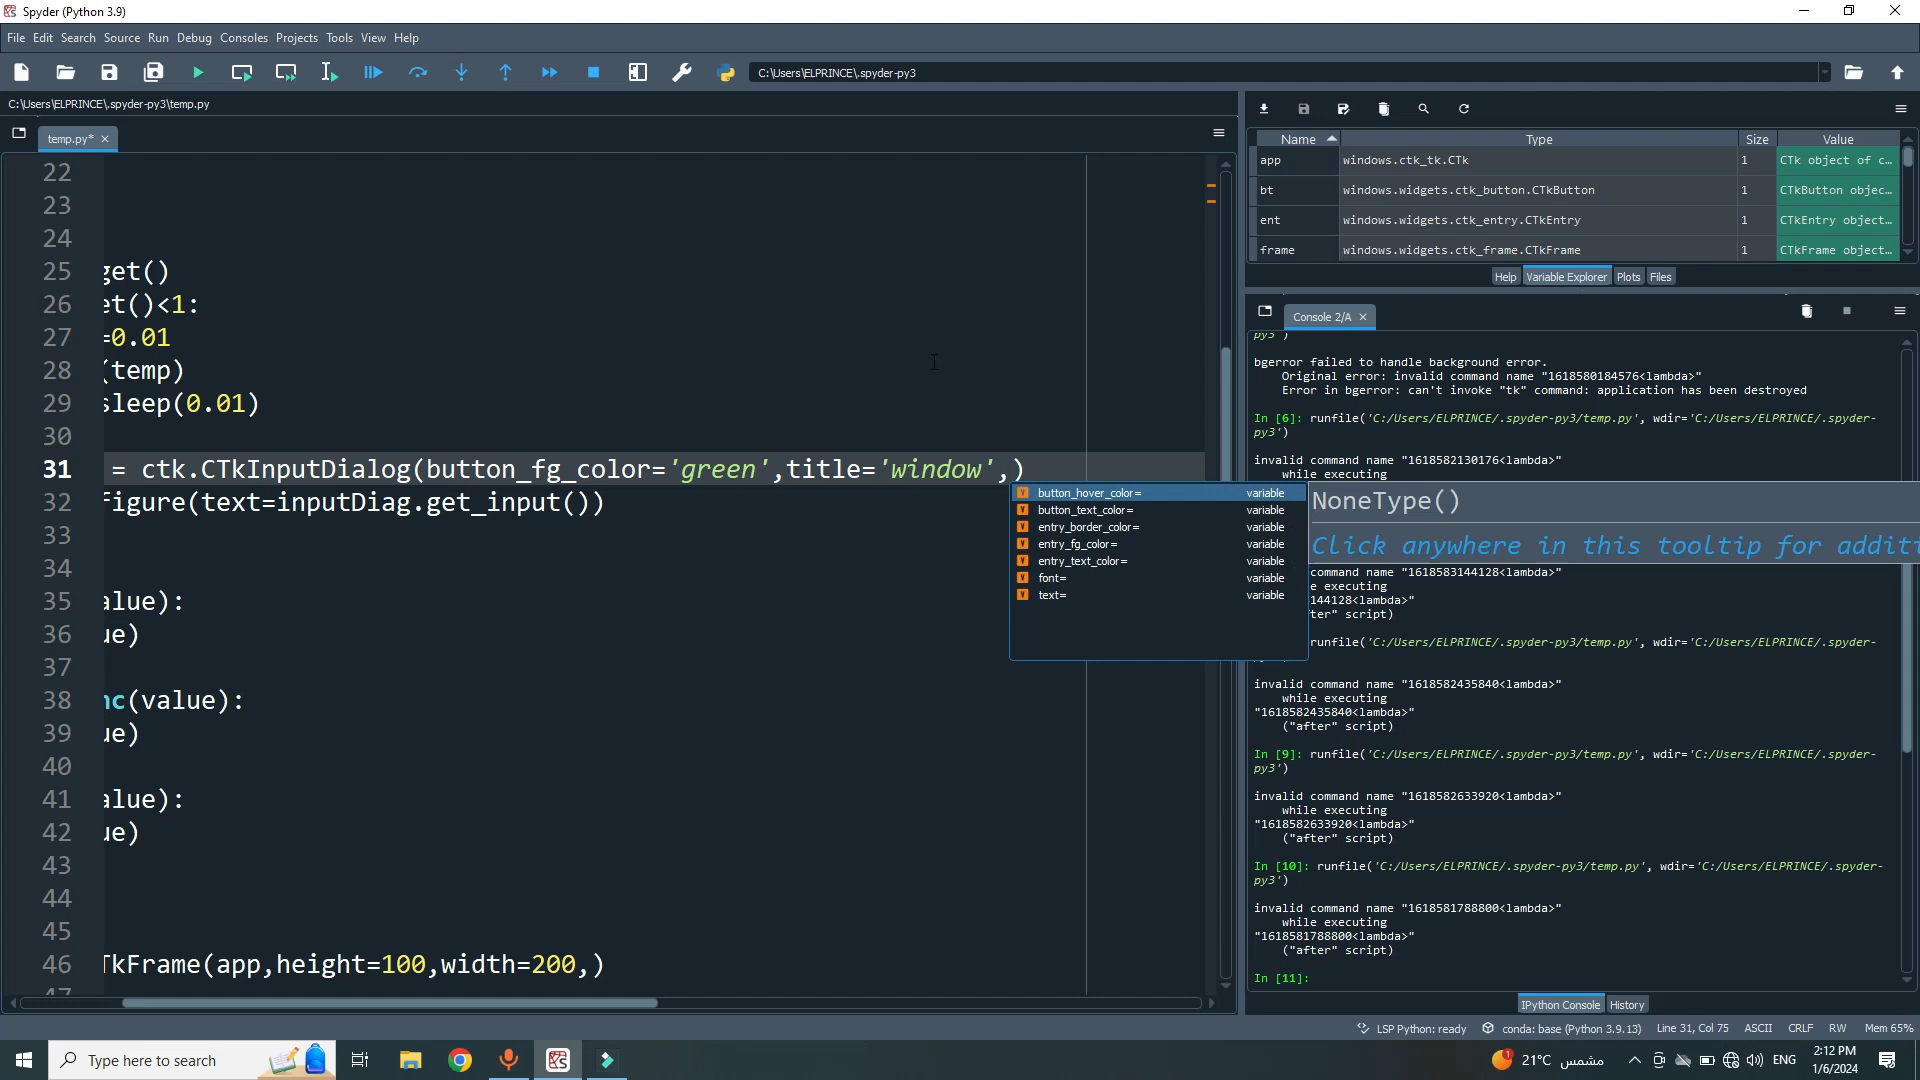 Spyder (Python 3.9)
File Edit Search Source Run Debug Consoles Projects Tools View Help
C:\Users\ELPRINCE\.spyder-py3
C:\Users\ELPRINCE\.spyder-py3\temp.py
temp.py*
22
23
24
25 get()
26 et()<1:
27 =0.01
28 (temp)
29 sleep(0.01)
30
31 = ctk.CTkInputDialog(button_fg_color='green',title='window',)
32 figure(text=inputDiag.get_input())
33
34
35 alue):
36 ue)
37
38 nc(value):
39 ue)
40
41 alue):
42 ue)
43
44
45
46 TkFrame(app,height=100,width=200,)
47
button_hover_color= variable
button_text_color= variable
entry_border_color= variable
entry_fg_color= variable
entry_text_color= variable
font= variable
text= variable
NoneType()
Click anywhere in this tooltip for additi
Name Type Size Value
app windows.ctk_tk.CTk 1 CTk object of c…
bt windows.widgets.ctk_button.CTkButton 1 CTkButton objec…
ent windows.widgets.ctk_entry.CTkEntry 1 CTkEntry object…
frame windows.widgets.ctk_frame.CTkFrame 1 CTkFrame object…
Help Variable Explorer Plots Files
Console 2/A
py3')
bgerror failed to handle background error.
Original error: invalid command name "1618580184576<lambda>"
Error in bgerror: can't invoke "tk" command: application has been destroyed
In [6]: runfile('C:/Users/ELPRINCE/.spyder-py3/temp.py', wdir='C:/Users/ELPRINCE/.spyder-
py3')
invalid command name "1618582130176<lambda>"
while executing
command name "1618583144128<lambda>"
e executing
144128<lambda>"
ter" script)
runfile('C:/Users/ELPRINCE/.spyder-py3/temp.py', wdir='C:/Users/ELPRINCE/.spyder-
invalid command name "1618582435840<lambda>"
while executing
"1618582435840<lambda>"
("after" script)
In [9]: runfile('C:/Users/ELPRINCE/.spyder-py3/temp.py', wdir='C:/Users/ELPRINCE/.spyder-
py3')
invalid command name "1618582633920<lambda>"
while executing
"1618582633920<lambda>"
("after" script)
In [10]: runfile('C:/Users/ELPRINCE/.spyder-py3/temp.py', wdir='C:/Users/ELPRINCE/.spyder-
py3')
invalid command name "1618581788800<lambda>"
while executing
"1618581788800<lambda>"
("after" script)
In [11]:
IPython Console History
LSP Python: ready conda: base (Python 3.9.13) Line 31, Col 75 ASCII CRLF RW Mem 65%
Type here to search
1 21°C مشمس ENG 2:12 PM
1/6/2024